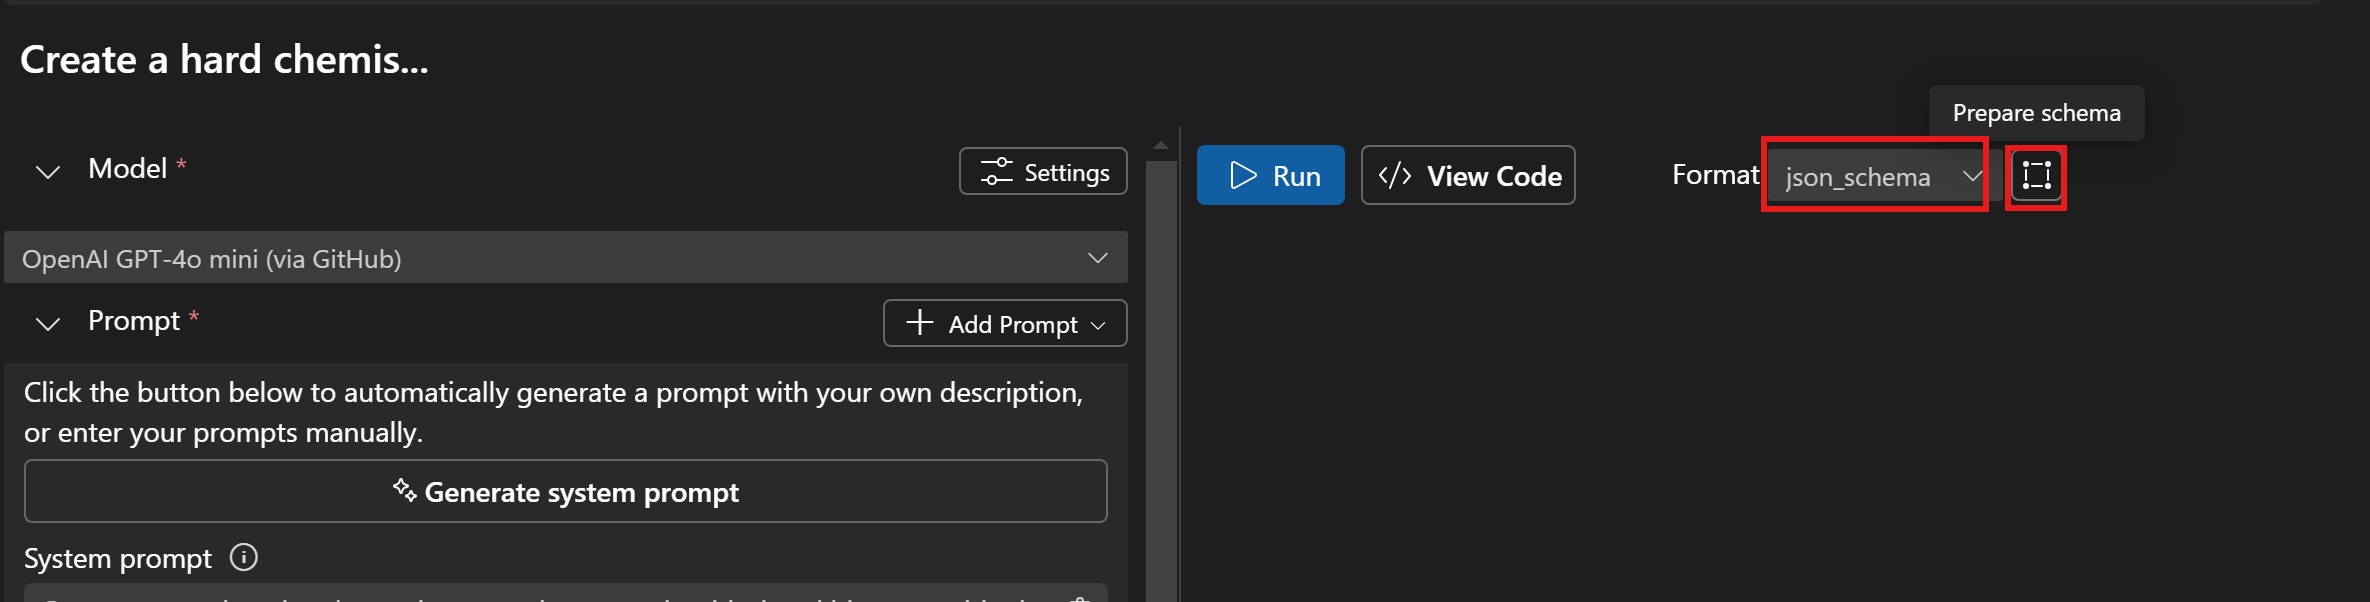 Create a hard chemis...
Prepare schema
Model *
Settings
Run
</> View Code
Format
json_schema
OpenAI GPT-4o mini (via GitHub)
Prompt *
Add Prompt
Click the button below to automatically generate a prompt with your own description,
or enter your prompts manually.
Generate system prompt
System prompt